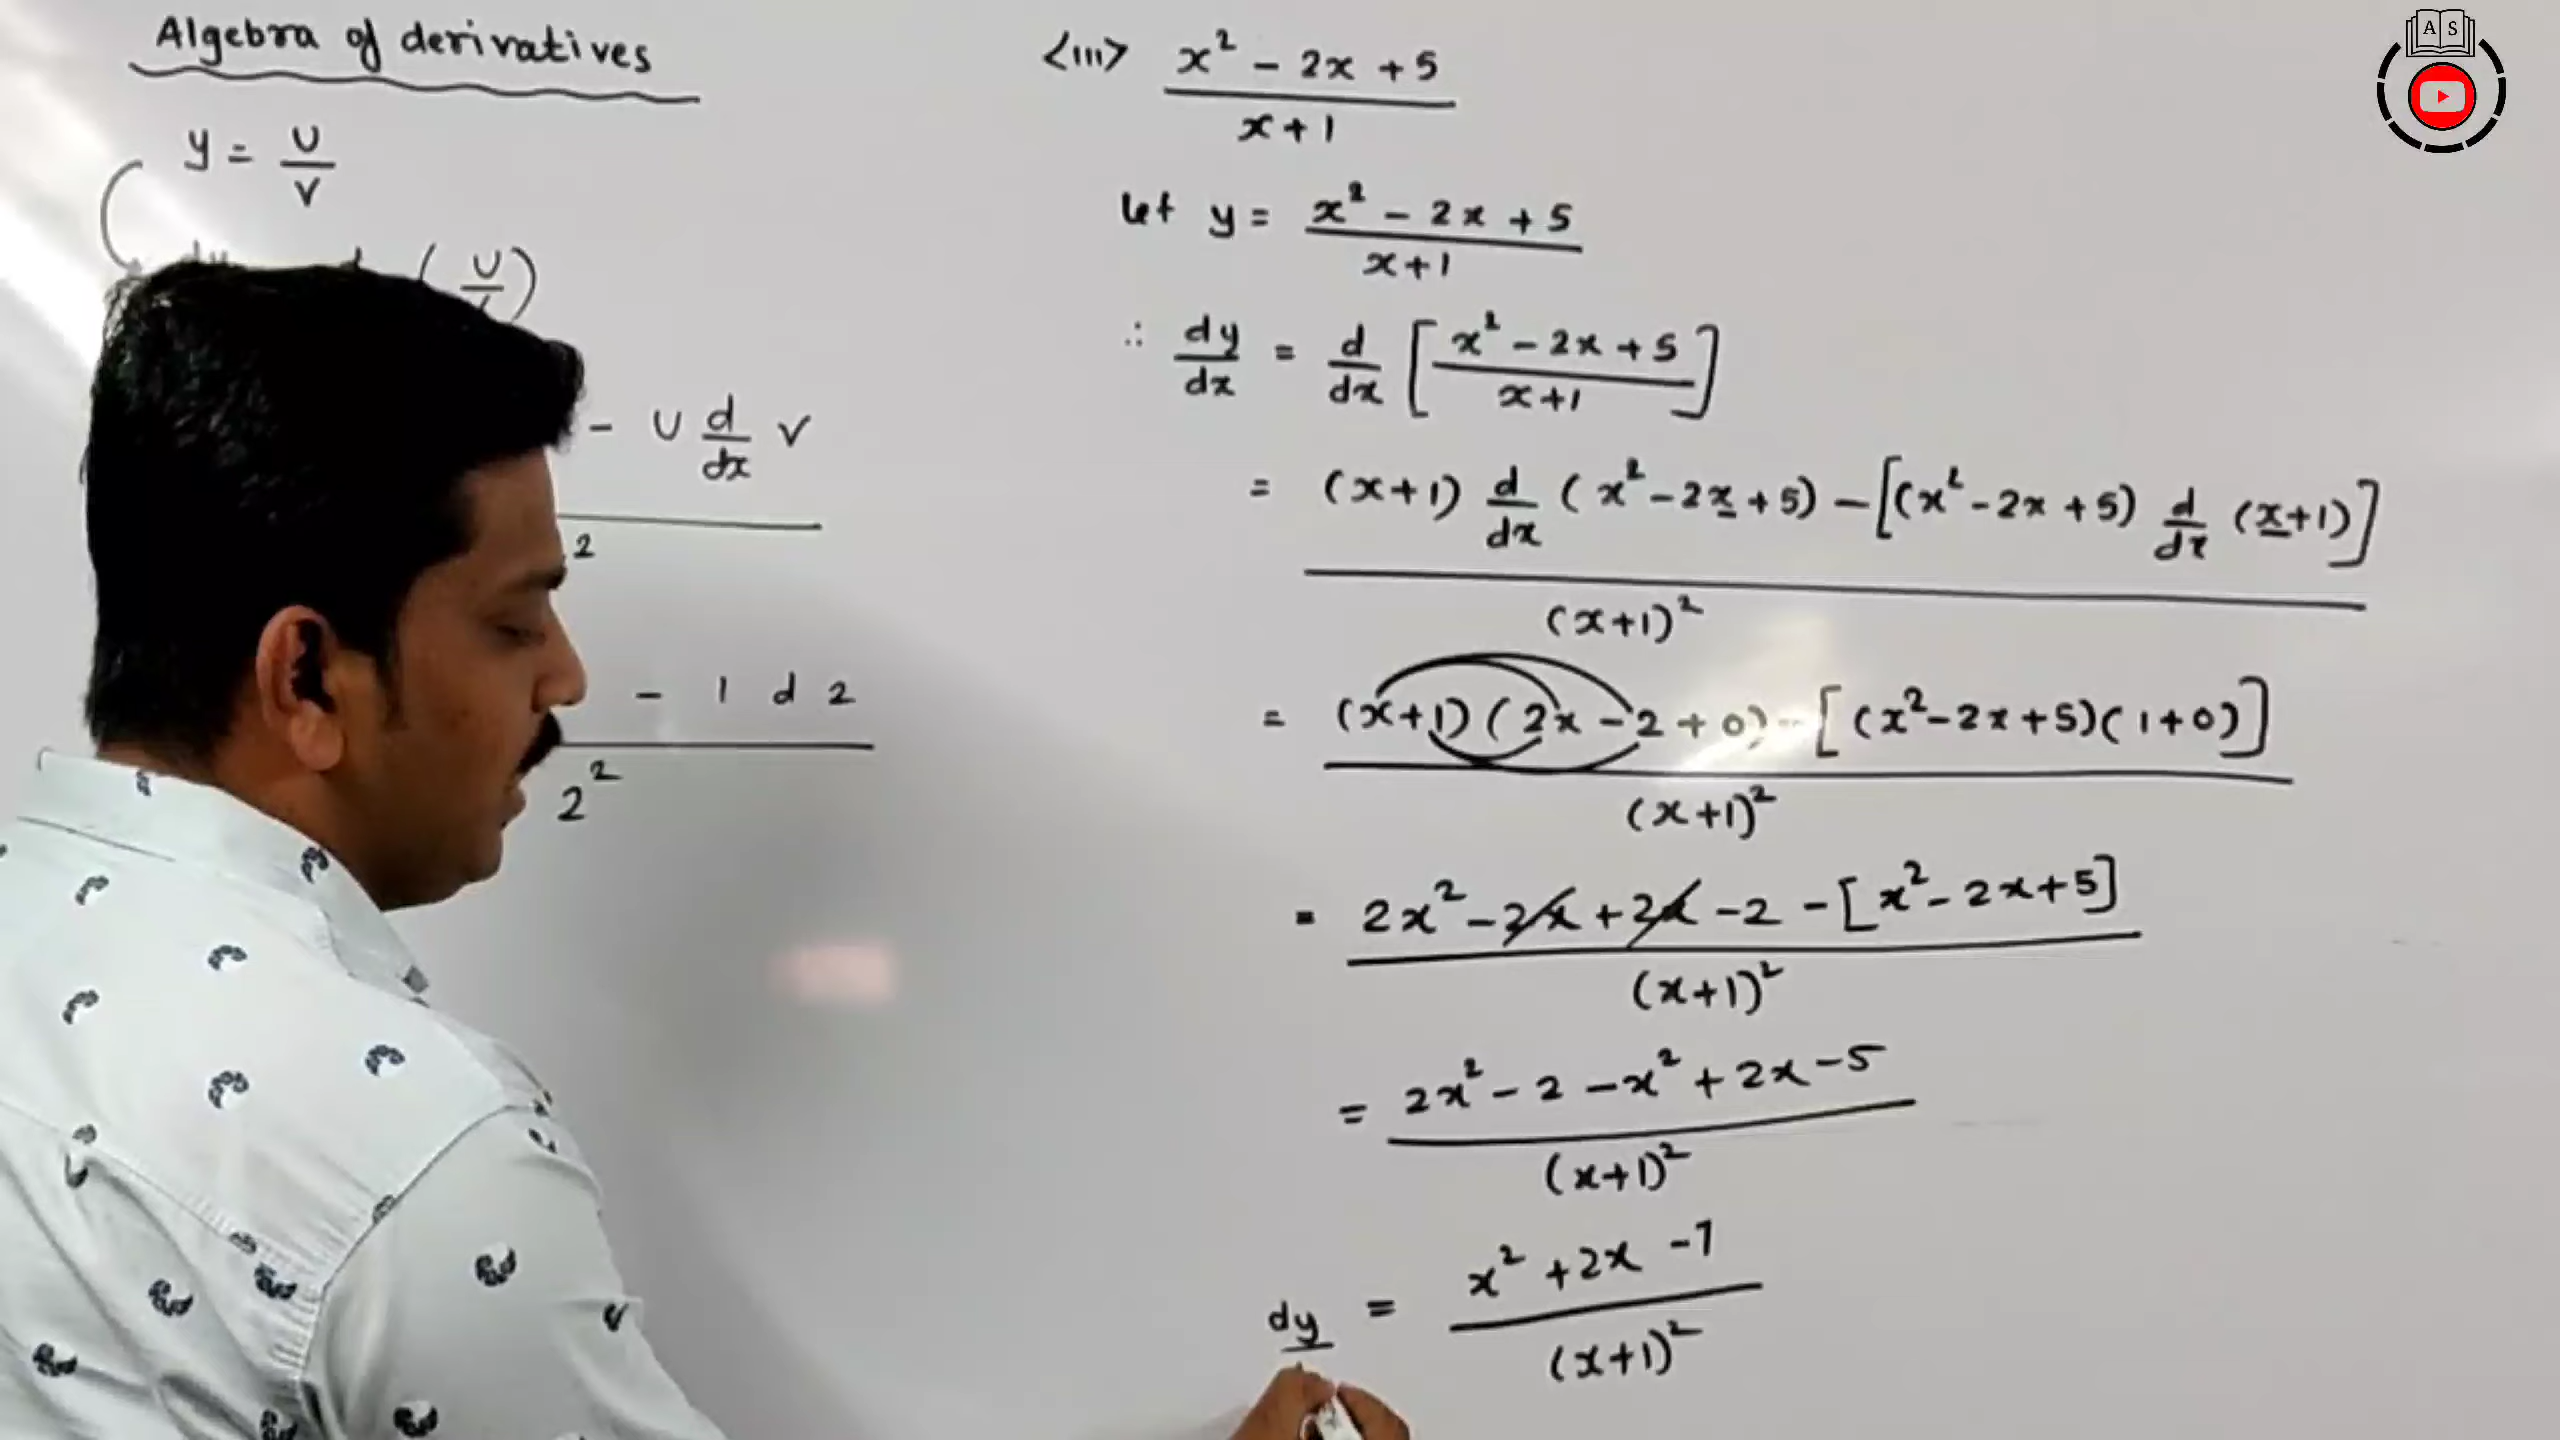 Algebra of derivatives
y = U/V
(U/
- U d/dx V
2
- 1 d 2
2²
<III> x² - 2x + 5 / x + 1
Let y = x² - 2x + 5 / x + 1
∴ dy/dx = d/dx [x² - 2x + 5 / x + 1]
= (x+1) d/dx (x² - 2x + 5) - [(x² - 2x + 5) d/dx (x+1)] / (x+1)²
= (x+1)(2x - 2 + 0) - [(x² - 2x + 5)(1+0)] / (x+1)²
= 2x² - 2x + 2x - 2 - [x² - 2x + 5] / (x+1)²
= 2x² - 2 - x² + 2x - 5 / (x+1)²
dy = x² + 2x - 7 / (x+1)²
A S